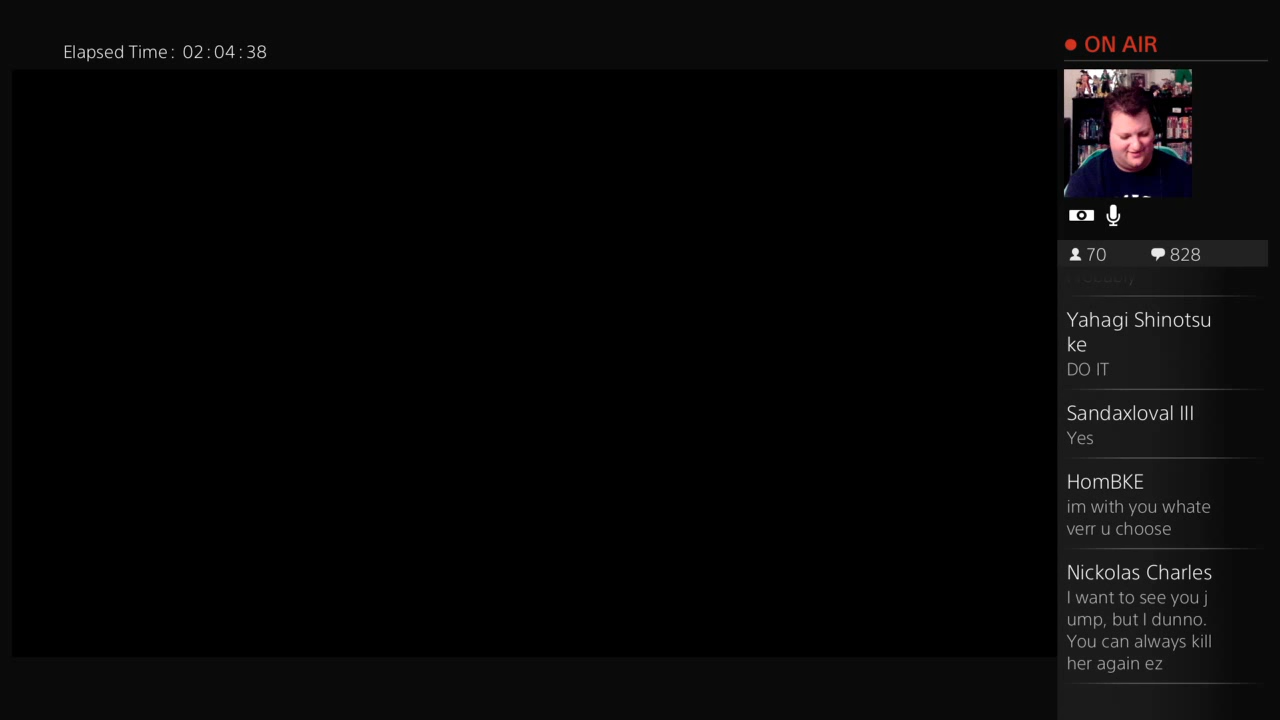 Elapsed Time: 02:04:38
ON AIR
70 828
Probably
Yahagi Shinotsu
ke
DO IT
Sandaxloval III
Yes
HomBKE
im with you whate
verr u choose
Nickolas Charles
I want to see you j
ump, but I dunno.
You can always kill
her again ez